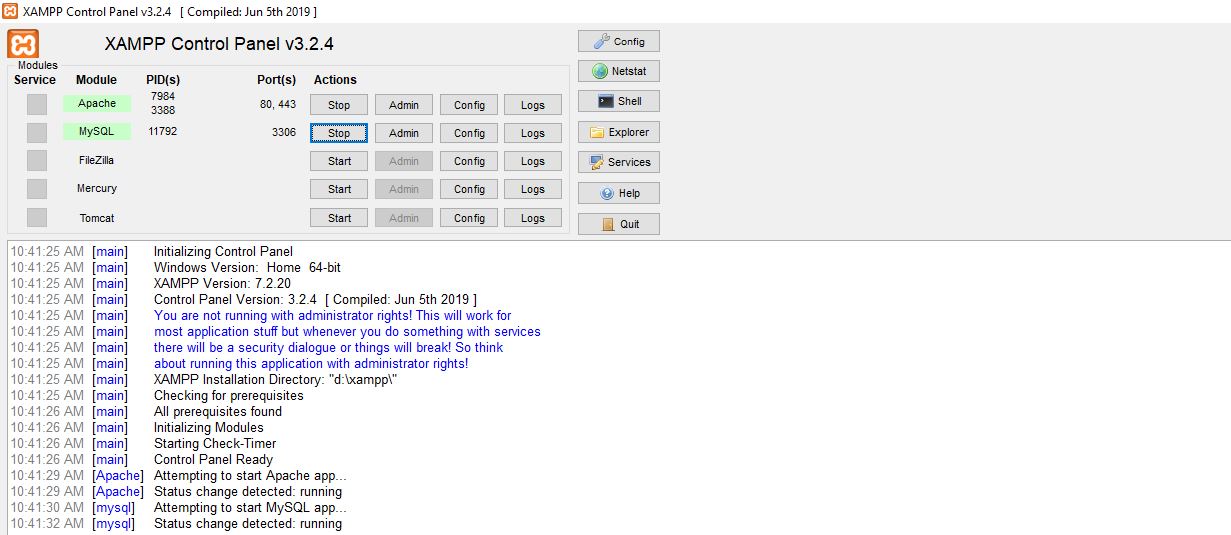 XAMPP Control Panel v3.2.4 [ Compiled: Jun 5th 2019 ]
XAMPP Control Panel v3.2.4
Config
Modules
Service Module PID(s) Port(s) Actions
Netstat
Apache 7984 3388 80, 443 Stop Admin Config Logs
Shell
MySQL 11792 3306 Stop Admin Config Logs
Explorer
FileZilla Start Admin Config Logs
Services
Mercury Start Admin Config Logs
Help
Tomcat Start Admin Config Logs
Quit
10:41:25 AM [main] Initializing Control Panel
10:41:25 AM [main] Windows Version: Home 64-bit
10:41:25 AM [main] XAMPP Version: 7.2.20
10:41:25 AM [main] Control Panel Version: 3.2.4 [ Compiled: Jun 5th 2019 ]
10:41:25 AM [main] You are not running with administrator rights! This will work for
10:41:25 AM [main] most application stuff but whenever you do something with services
10:41:25 AM [main] there will be a security dialogue or things will break! So think
10:41:25 AM [main] about running this application with administrator rights!
10:41:25 AM [main] XAMPP Installation Directory: "d:\xampp\"
10:41:25 AM [main] Checking for prerequisites
10:41:26 AM [main] All prerequisites found
10:41:26 AM [main] Initializing Modules
10:41:26 AM [main] Starting Check-Timer
10:41:26 AM [main] Control Panel Ready
10:41:29 AM [Apache] Attempting to start Apache app...
10:41:29 AM [Apache] Status change detected: running
10:41:30 AM [mysql] Attempting to start MySQL app...
10:41:32 AM [mysql] Status change detected: running